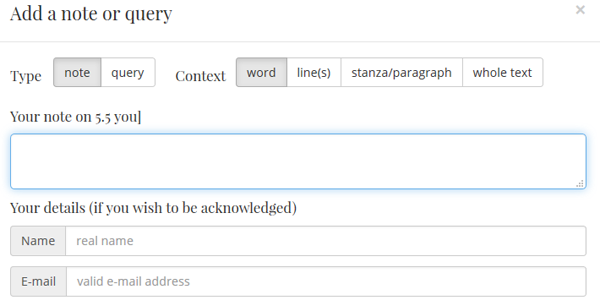 Add a note or query ×
Type note query Context word line(s) stanza/paragraph whole text
Your note on 5.5 you]
Your details (if you wish to be acknowledged)
Name real name
E-mail valid e-mail address